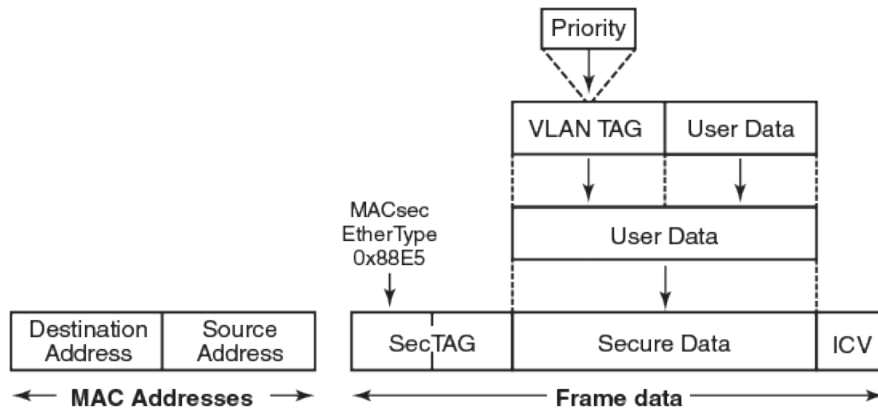 Priority
VLAN TAG
User Data
MACsec
EtherType
0x88E5
User Data
Destination
Address
Source
Address
SecTAG
Secure Data
ICV
MAC Addresses
Frame data